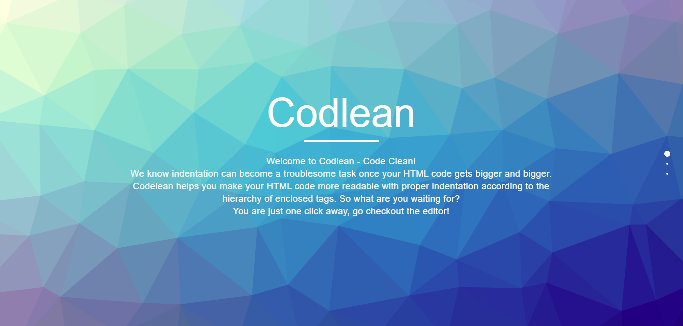 Codlean
Welcome to Codlean - Code Clean!
We know indentation can become a troublesome task once your HTML code gets bigger and bigger.
Codelean helps you make your HTML code more readable with proper indentation according to the
hierarchy of enclosed tags. So what are you waiting for?
You are just one click away, go checkout the editor!